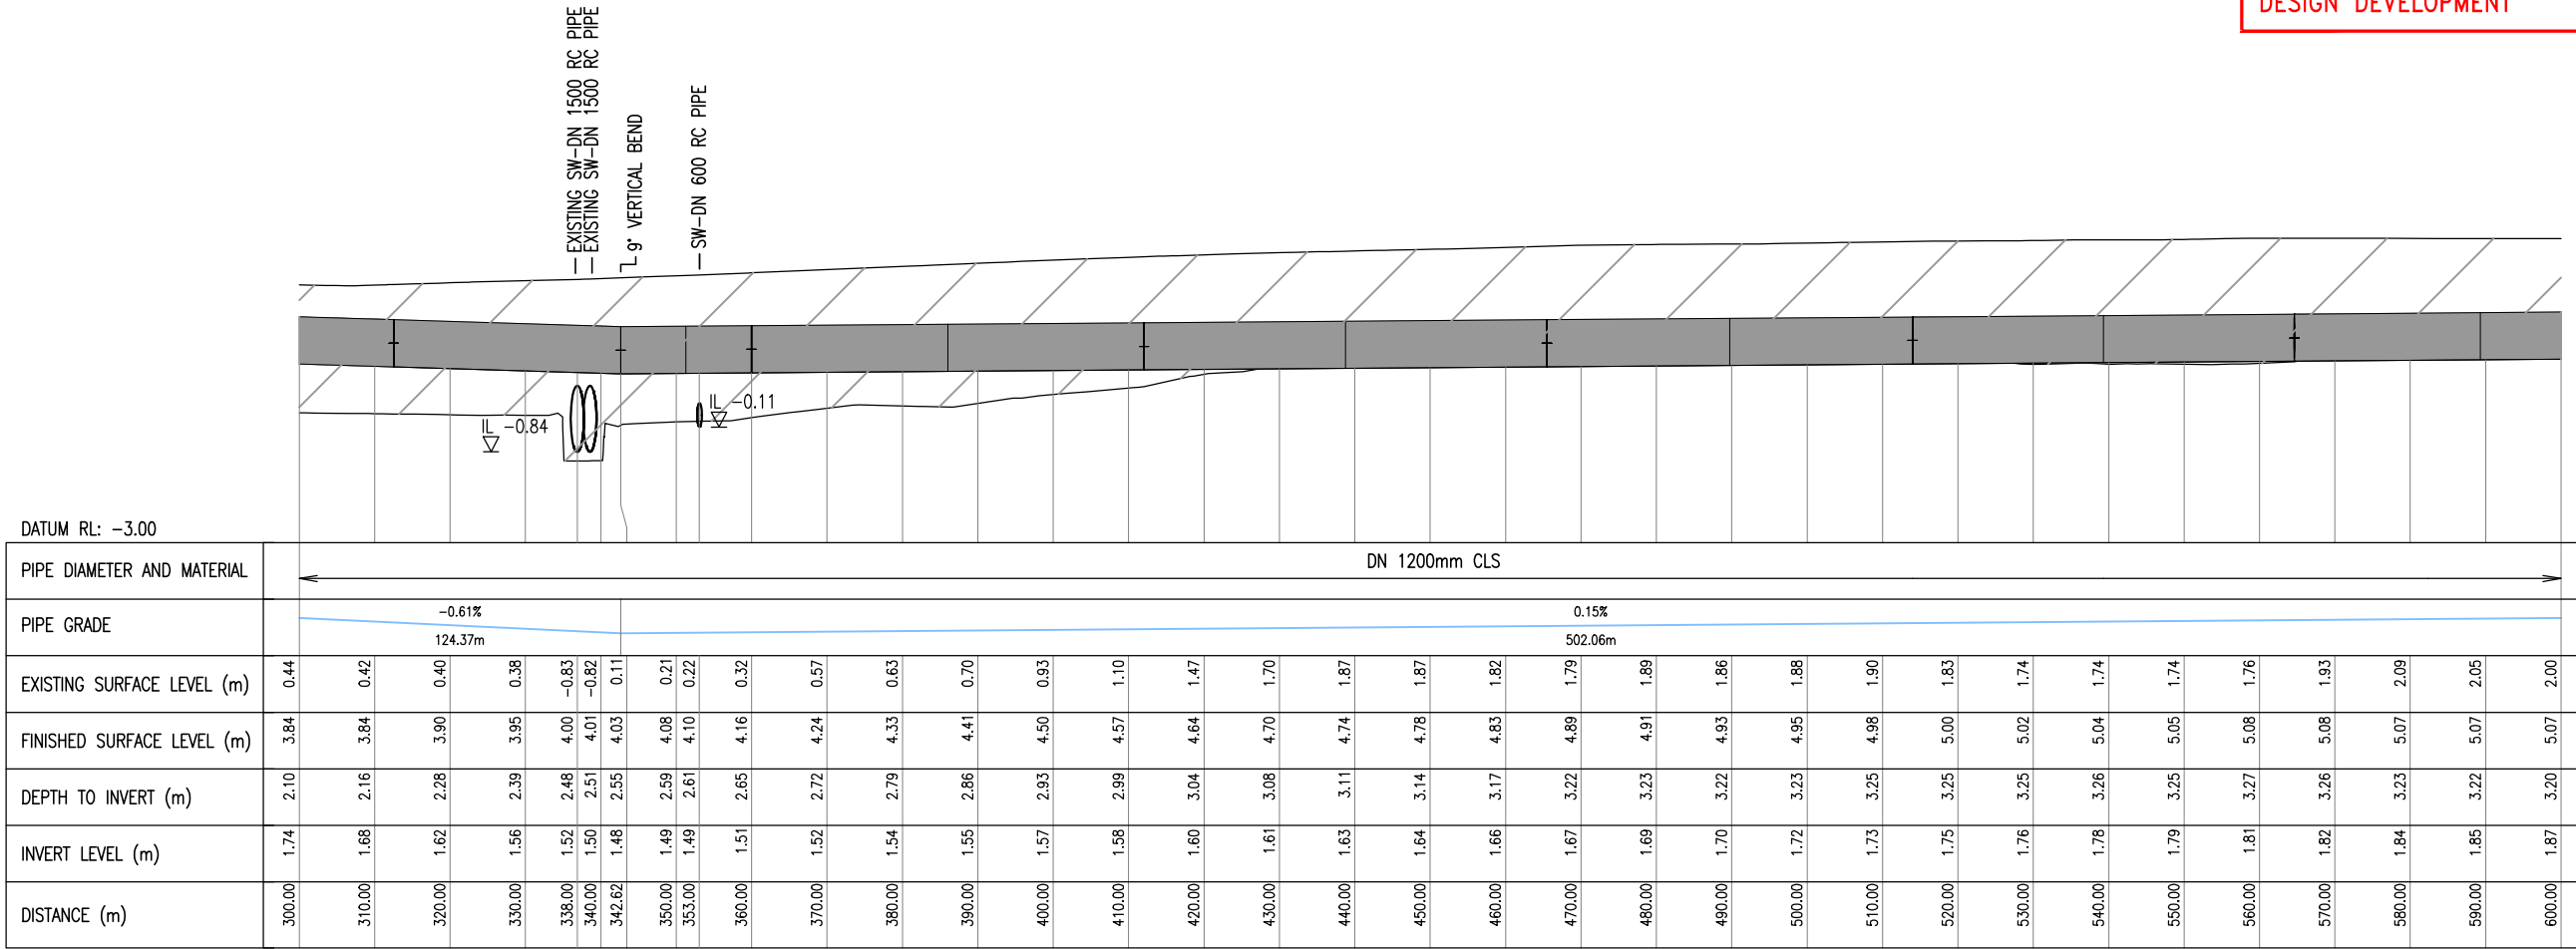 DESIGN DEVELOPMENT
EXISTING SW-DN 1500 RC PIPE
EXISTING SW-DN 1500 RC PIPE
9° VERTICAL BEND
SW-DN 600 RC PIPE
IL -0.84
IL -0.11
DATUM RL: -3.00
PIPE DIAMETER AND MATERIAL DN 1200mm CLS
PIPE GRADE
-0.61% 0.15%
124.37m 502.06m
EXISTING SURFACE LEVEL (m) 0.44 0.42 0.40 0.38 -0.83 -0.82 0.11 0.21 0.22 0.32 0.57 0.63 0.70 0.93 1.10 1.47 1.70 1.87 1.87 1.82 1.79 1.89 1.86 1.88 1.90 1.83 1.74 1.74 1.74 1.76 1.93 2.09 2.05 2.00
FINISHED SURFACE LEVEL (m) 3.84 3.84 3.90 3.95 4.00 4.01 4.03 4.08 4.10 4.16 4.24 4.33 4.41 4.50 4.57 4.64 4.70 4.74 4.78 4.83 4.89 4.91 4.93 4.95 4.98 5.00 5.02 5.04 5.05 5.08 5.08 5.07 5.07 5.07
DEPTH TO INVERT (m) 2.10 2.16 2.28 2.39 2.48 2.51 2.55 2.59 2.61 2.65 2.72 2.79 2.86 2.93 2.99 3.04 3.08 3.11 3.14 3.17 3.22 3.23 3.22 3.23 3.25 3.25 3.25 3.26 3.25 3.27 3.26 3.23 3.22 3.20
INVERT LEVEL (m) 1.74 1.68 1.62 1.56 1.52 1.50 1.48 1.49 1.49 1.51 1.52 1.54 1.55 1.57 1.58 1.60 1.61 1.63 1.64 1.66 1.67 1.69 1.70 1.72 1.73 1.75 1.76 1.78 1.79 1.81 1.82 1.84 1.85 1.87
DISTANCE (m) 300.00 310.00 320.00 330.00 338.00 340.00 342.62 350.00 353.00 360.00 370.00 380.00 390.00 400.00 410.00 420.00 430.00 440.00 450.00 460.00 470.00 480.00 490.00 500.00 510.00 520.00 530.00 540.00 550.00 560.00 570.00 580.00 590.00 600.00